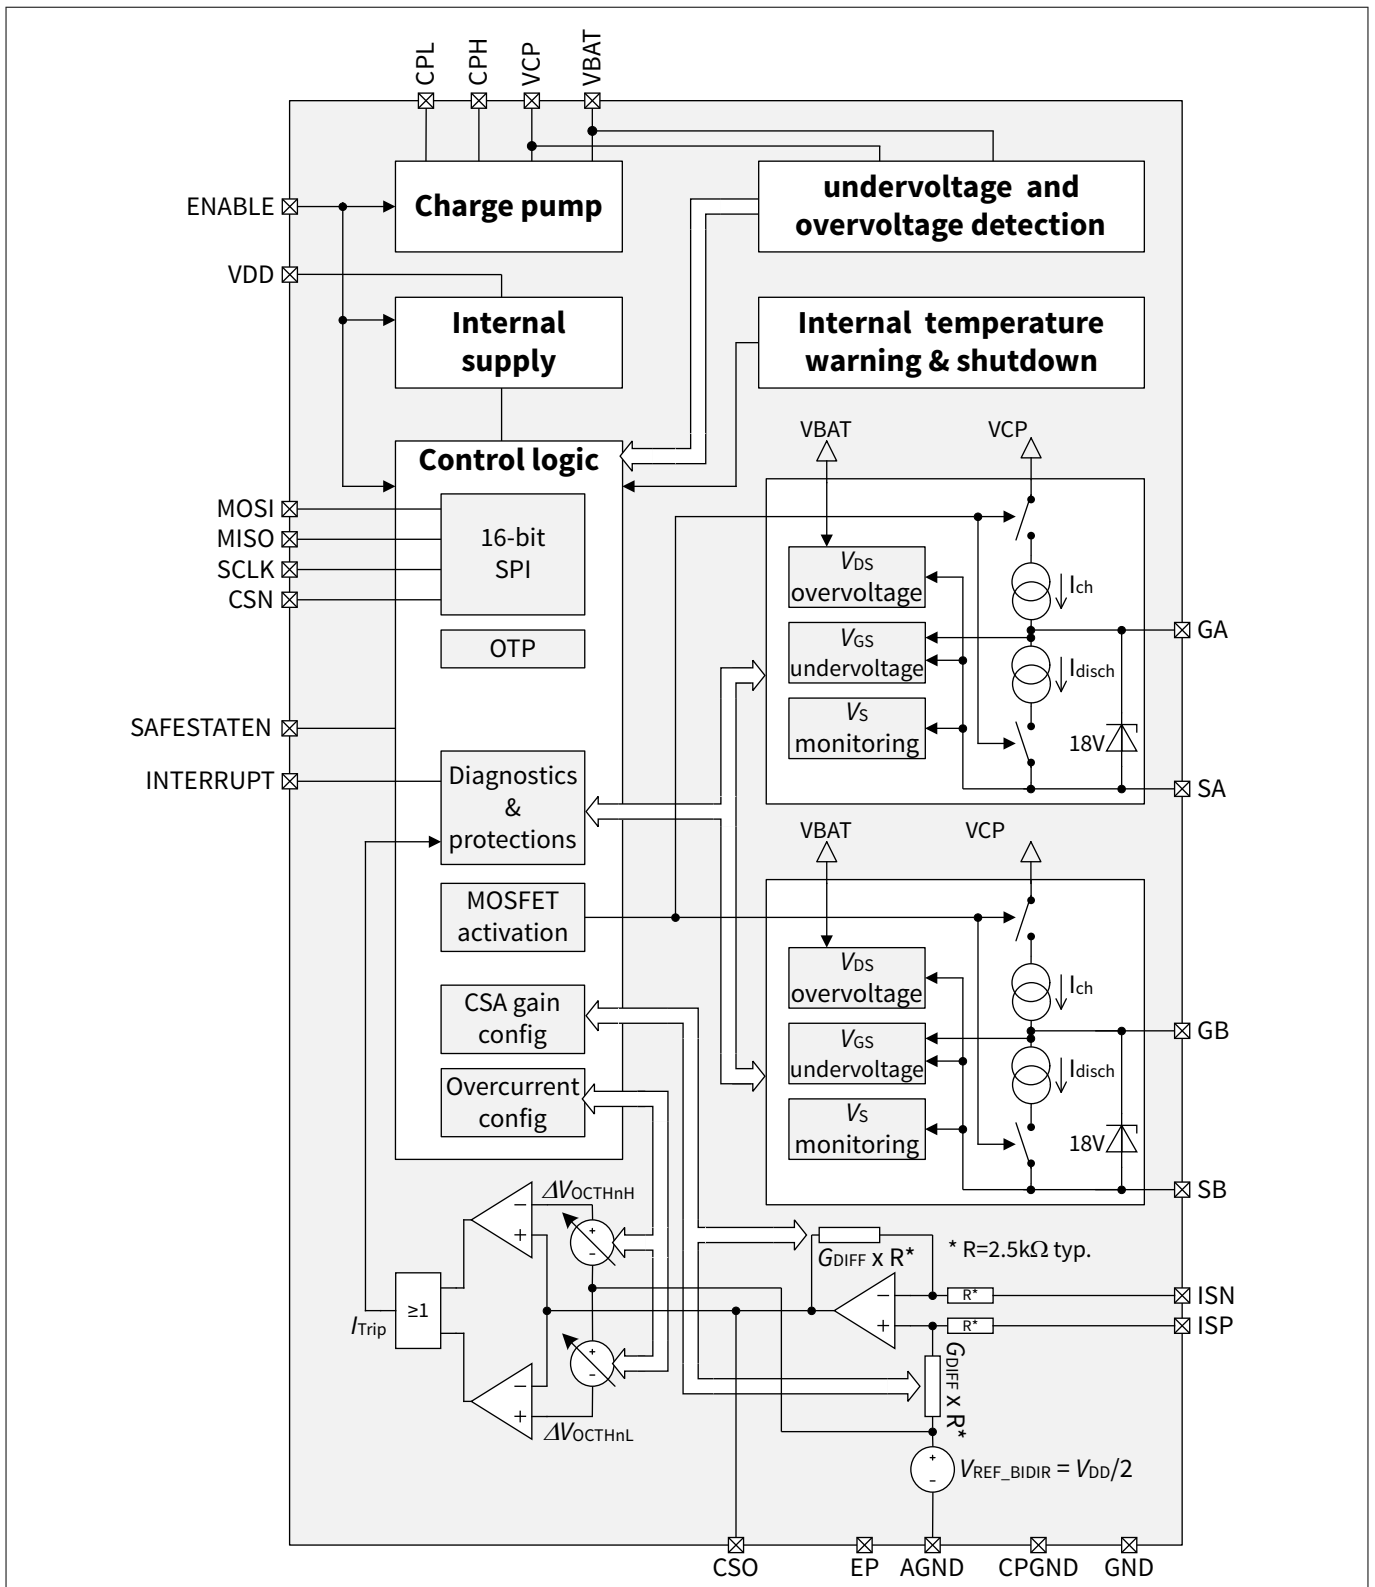 CPL
CPH
VCP
VBAT
ENABLE
Charge pump
undervoltage and
overvoltage detection
VDD
Internal
supply
Internal temperature
warning & shutdown
Control logic
VBAT
VCP
MOSI
MISO
SCLK
CSN
16-bit
SPI
OTP
VDS
overvoltage
Ich
VGS
undervoltage
Idisch
VS
monitoring
18V
GA
SA
SAFESTATEN
INTERRUPT
Diagnostics
&
protections
MOSFET
activation
CSA gain
config
Overcurrent
config
VBAT
VCP
VDS
overvoltage
Ich
VGS
undervoltage
Idisch
VS
monitoring
18V
GB
SB
ΔVOCTHnH
−
+
+
-
≥1
ITrip
+
-
−
+
ΔVOCTHnL
GDIFF x R*
* R=2.5kΩ typ.
−
+
R*
R*
ISN
ISP
GDIFF x R*
+
-
VREF_BIDIR = VDD/2
CSO
EP
AGND
CPGND
GND